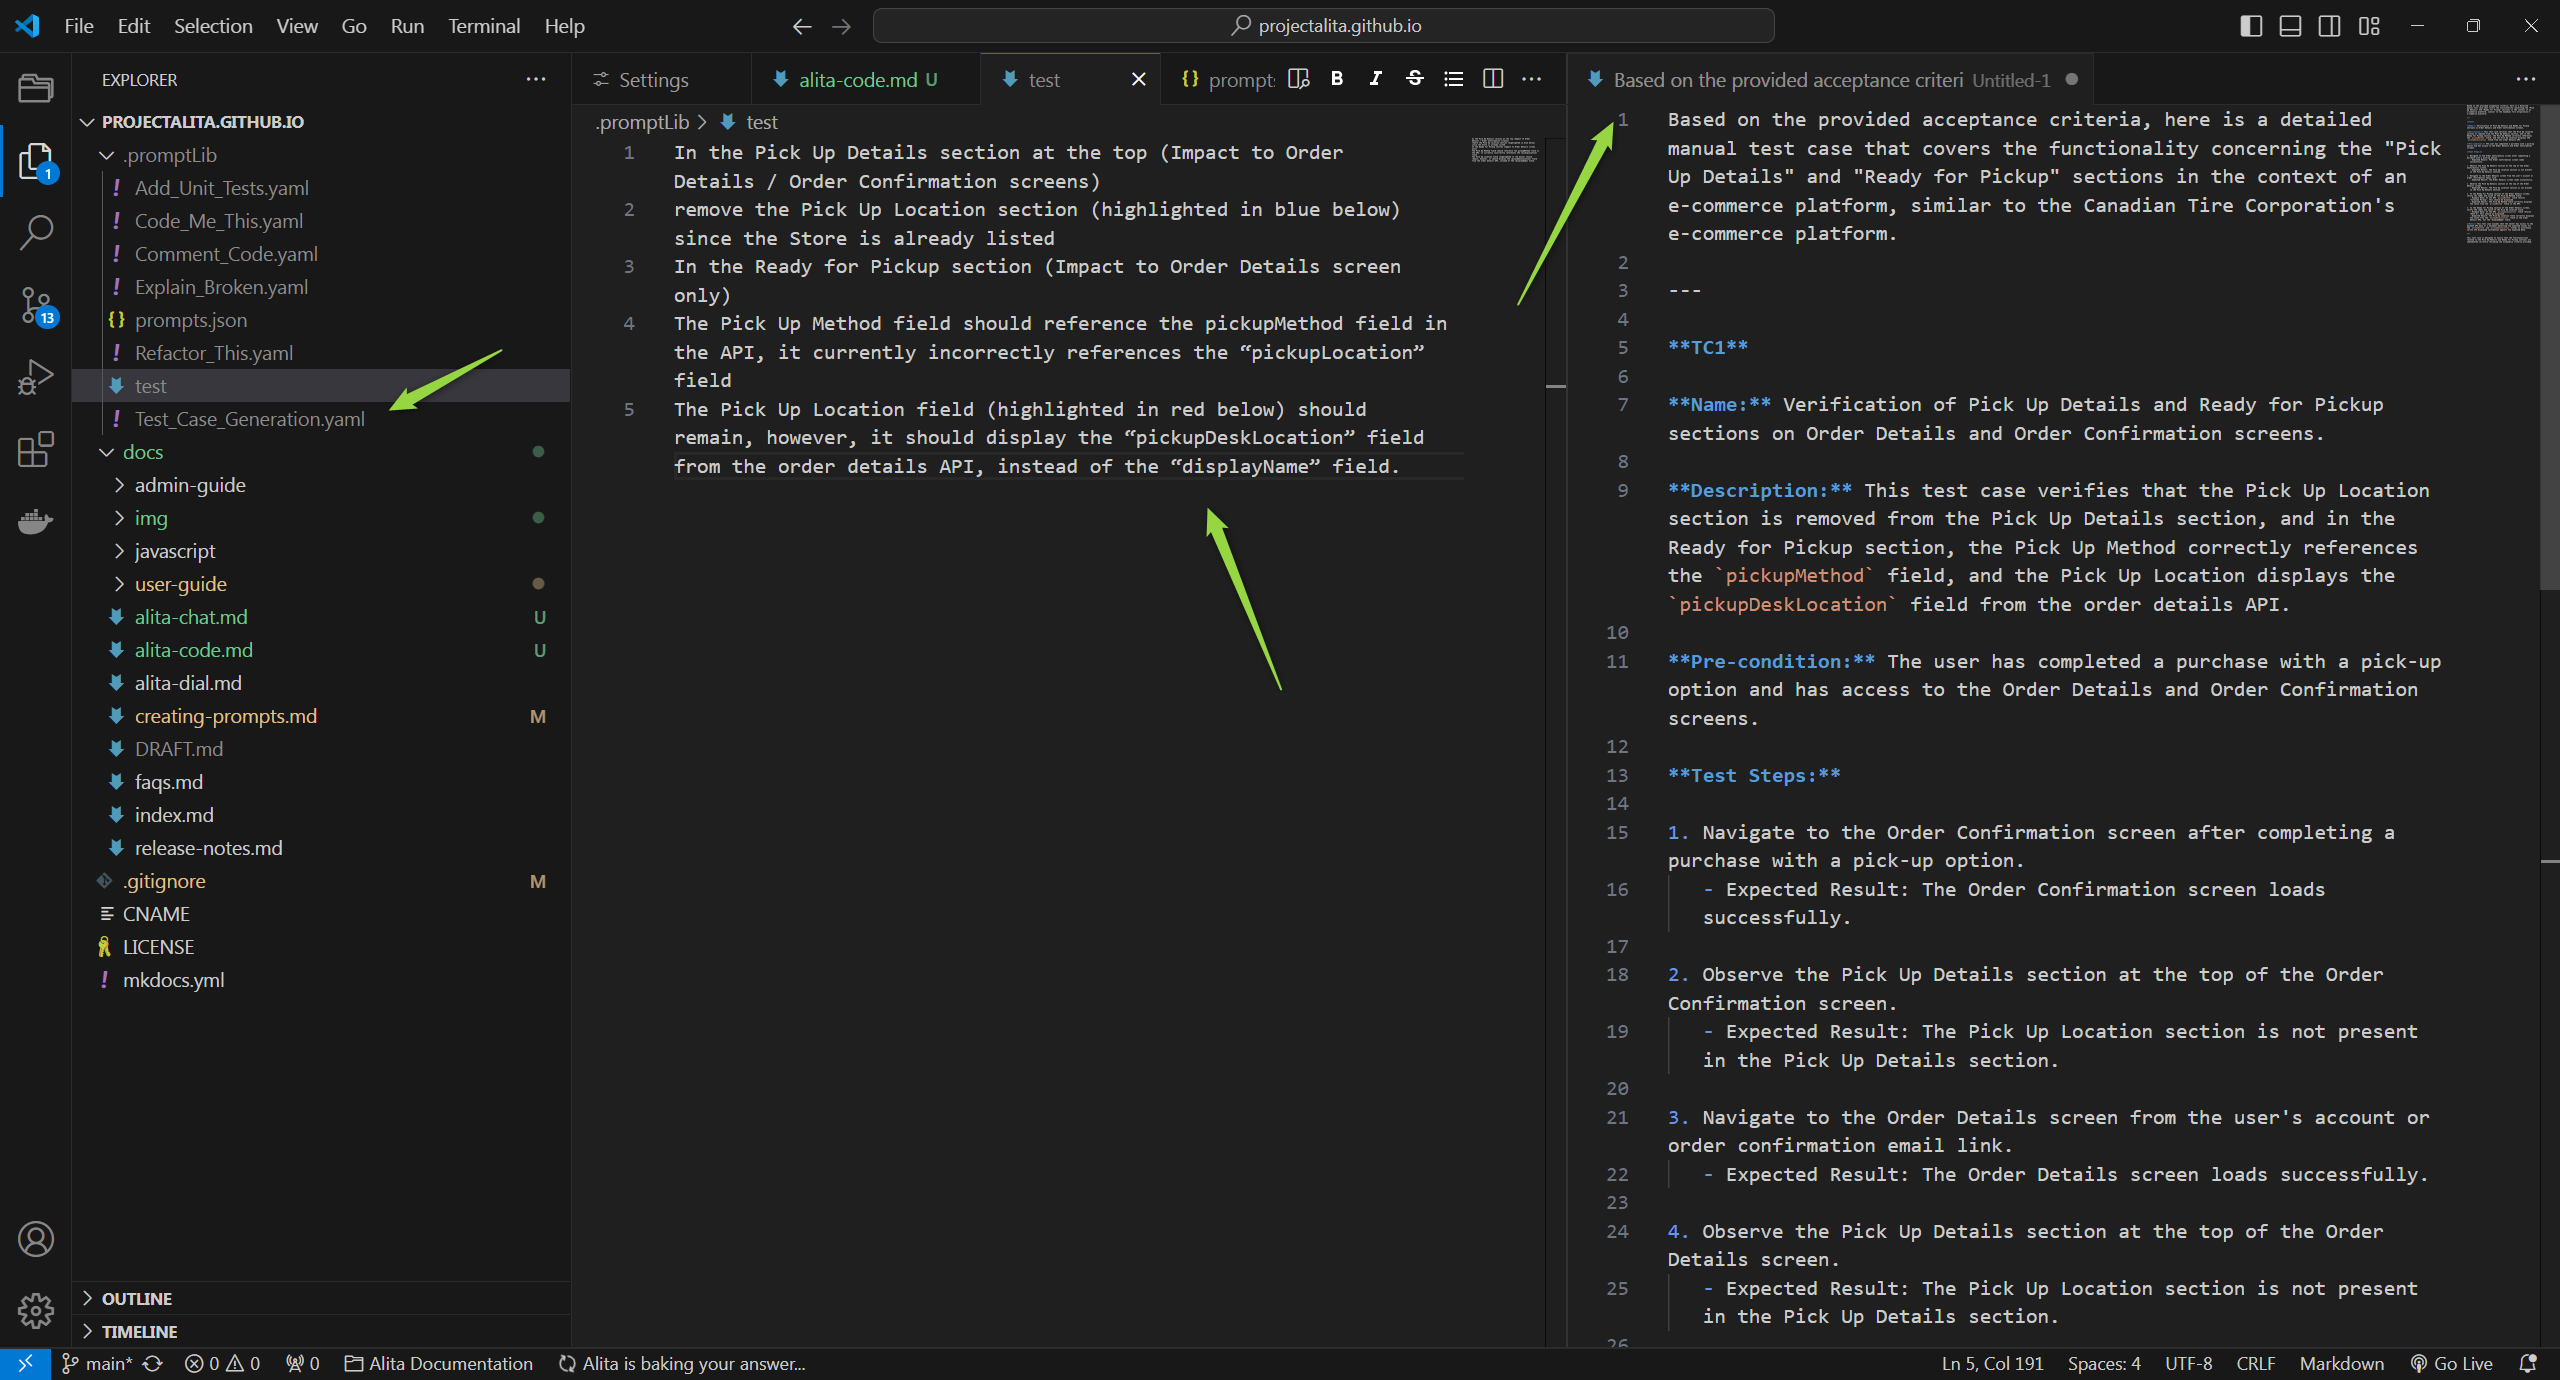 File Edit Selection View Go Run Terminal Help
projectalita.github.io
EXPLORER
PROJECTALITA.GITHUB.IO
.promptLib
! Add_Unit_Tests.yaml
! Code_Me_This.yaml
! Comment_Code.yaml
! Explain_Broken.yaml
{} prompts.json
! Refactor_This.yaml
test
! Test_Case_Generation.yaml
docs
admin-guide
img
javascript
user-guide
alita-chat.md U
alita-code.md U
alita-dial.md
creating-prompts.md M
DRAFT.md
faqs.md
index.md
release-notes.md
.gitignore M
CNAME
LICENSE
! mkdocs.yml
OUTLINE
TIMELINE
1
13
Settings alita-code.md U test {} prompt B I S
.promptLib > test
1 In the Pick Up Details section at the top (Impact to Order
Details / Order Confirmation screens)
2 remove the Pick Up Location section (highlighted in blue below)
since the Store is already listed
3 In the Ready for Pickup section (Impact to Order Details screen
only)
4 The Pick Up Method field should reference the pickupMethod field in
the API, it currently incorrectly references the “pickupLocation”
field
5 The Pick Up Location field (highlighted in red below) should
remain, however, it should display the “pickupDeskLocation” field
from the order details API, instead of the “displayName” field.
Based on the provided acceptance criteri Untitled-1
1 Based on the provided acceptance criteria, here is a detailed
manual test case that covers the functionality concerning the "Pick
Up Details" and "Ready for Pickup" sections in the context of an
e-commerce platform, similar to the Canadian Tire Corporation's
e-commerce platform.
2
3 ---
4
5 **TC1**
6
7 **Name:** Verification of Pick Up Details and Ready for Pickup
sections on Order Details and Order Confirmation screens.
8
9 **Description:** This test case verifies that the Pick Up Location
section is removed from the Pick Up Details section, and in the
Ready for Pickup section, the Pick Up Method correctly references
the `pickupMethod` field, and the Pick Up Location displays the
`pickupDeskLocation` field from the order details API.
10
11 **Pre-condition:** The user has completed a purchase with a pick-up
option and has access to the Order Details and Order Confirmation
screens.
12
13 **Test Steps:**
14
15 1. Navigate to the Order Confirmation screen after completing a
purchase with a pick-up option.
16 - Expected Result: The Order Confirmation screen loads
successfully.
17
18 2. Observe the Pick Up Details section at the top of the Order
Confirmation screen.
19 - Expected Result: The Pick Up Location section is not present
in the Pick Up Details section.
20
21 3. Navigate to the Order Details screen from the user's account or
order confirmation email link.
22 - Expected Result: The Order Details screen loads successfully.
23
24 4. Observe the Pick Up Details section at the top of the Order
Details screen.
25 - Expected Result: The Pick Up Location section is not present
in the Pick Up Details section.
26
main* 0 0 0 Alita Documentation Alita is baking your answer... Ln 5, Col 191 Spaces: 4 UTF-8 CRLF Markdown Go Live